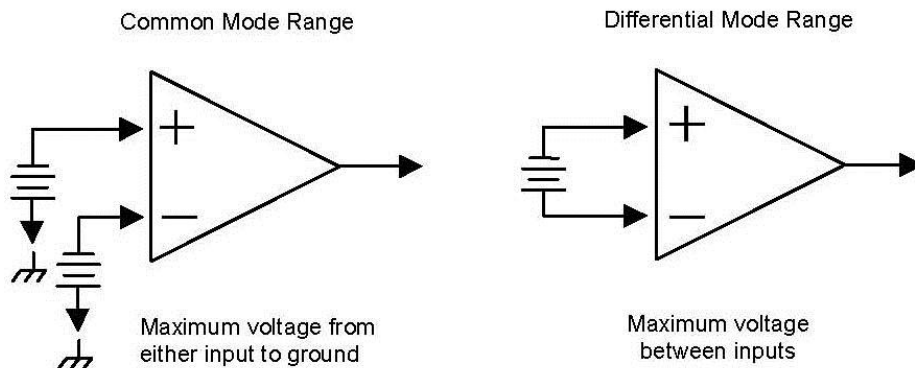 Common Mode Range
Differential Mode Range
+
−
+
−
Maximum voltage from
either input to ground
Maximum voltage
between inputs